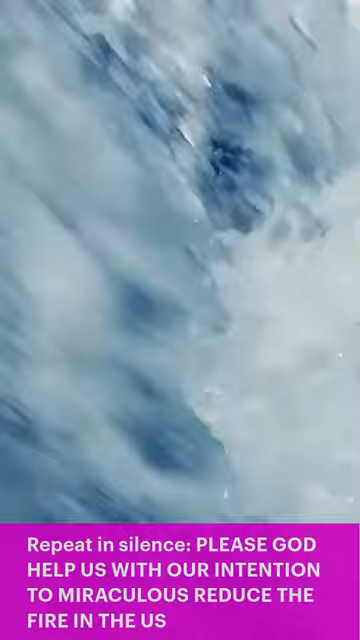 Repeat in silence: PLEASE GOD
HELP US WITH OUR INTENTION
TO MIRACULOUS REDUCE THE
FIRE IN THE US